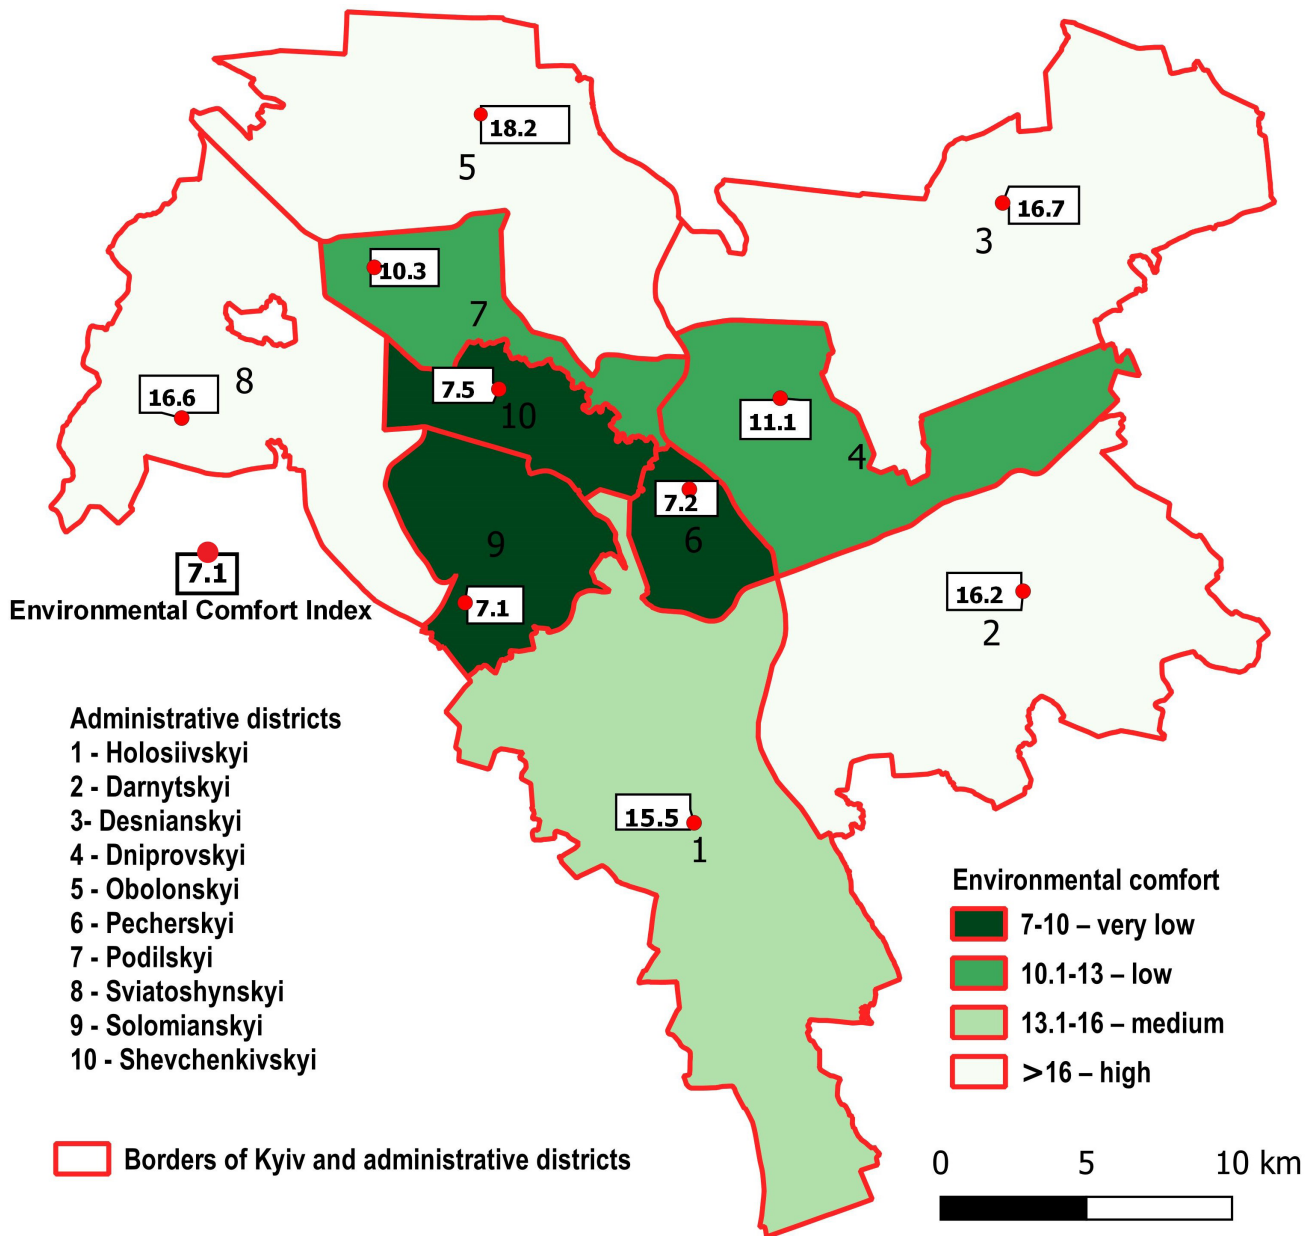 18.2
5
16.7
3
10.3
7
16.6
8
7.5
10
11.1
4
7.2
6
9
7.1
7.1
Environmental Comfort Index
16.2
2
15.5
1
Administrative districts
1 - Holosiivskyi
2 - Darnytskyi
3- Desnianskyi
4 - Dniprovskyi
5 - Obolonskyi
6 - Pecherskyi
7 - Podilskyi
8 - Sviatoshynskyi
9 - Solomianskyi
10 - Shevchenkivskyi
Environmental comfort
7-10 – very low
10.1-13 – low
13.1-16 – medium
>16 – high
Borders of Kyiv and administrative districts
0 5 10 km